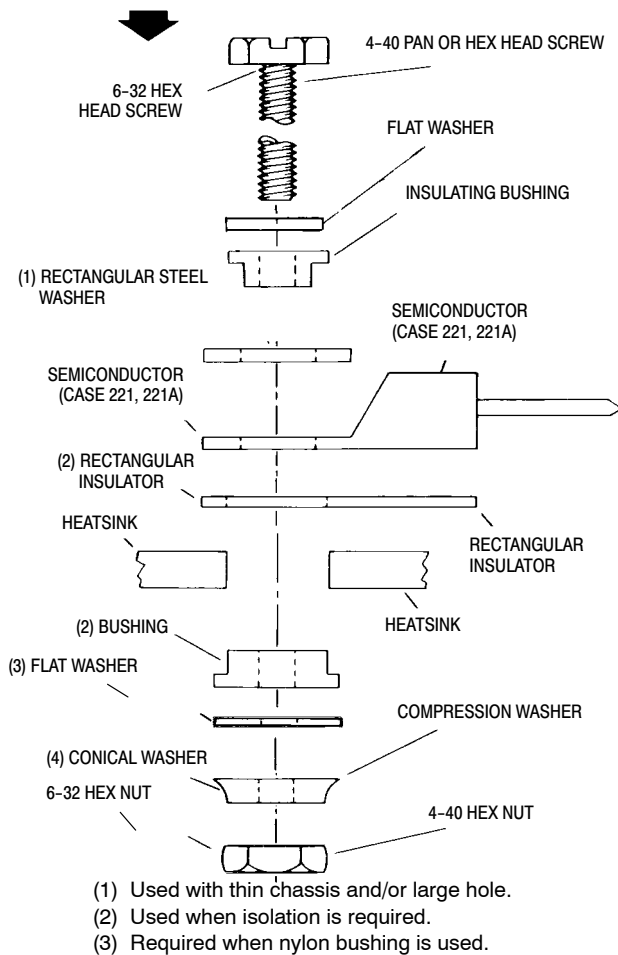 4-40 PAN OR HEX HEAD SCREW
6-32 HEX
HEAD SCREW
FLAT WASHER
INSULATING BUSHING
(1) RECTANGULAR STEEL
WASHER
SEMICONDUCTOR
(CASE 221, 221A)
SEMICONDUCTOR
(CASE 221, 221A)
(2) RECTANGULAR
INSULATOR
HEATSINK
RECTANGULAR
INSULATOR
HEATSINK
(2) BUSHING
(3) FLAT WASHER
COMPRESSION WASHER
(4) CONICAL WASHER
6-32 HEX NUT
4-40 HEX NUT
(1) Used with thin chassis and/or large hole.
(2) Used when isolation is required.
(3) Required when nylon bushing is used.